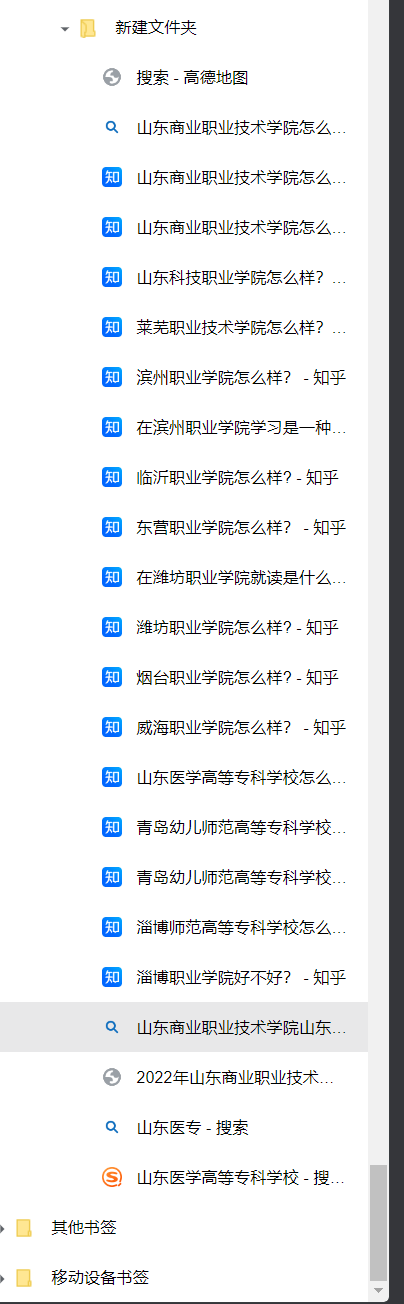 新建文件夹
搜索 - 高德地图
山东商业职业技术学院怎么...
知 山东商业职业技术学院怎么...
知 山东商业职业技术学院怎么...
知 山东科技职业学院怎么样？...
知 莱芜职业技术学院怎么样？...
知 滨州职业学院怎么样？ - 知乎
知 在滨州职业学院学习是一种...
知 临沂职业学院怎么样? - 知乎
知 东营职业学院怎么样？ - 知乎
知 在潍坊职业学院就读是什么...
知 潍坊职业学院怎么样? - 知乎
知 烟台职业学院怎么样? - 知乎
知 威海职业学院怎么样？ - 知乎
知 山东医学高等专科学校怎么...
知 青岛幼儿师范高等专科学校...
知 青岛幼儿师范高等专科学校...
知 淄博师范高等专科学校怎么...
知 淄博职业学院好不好？ - 知乎
山东商业职业技术学院山东...
2022年山东商业职业技术...
山东医专 - 搜索
S 山东医学高等专科学校 - 搜...
其他书签
移动设备书签